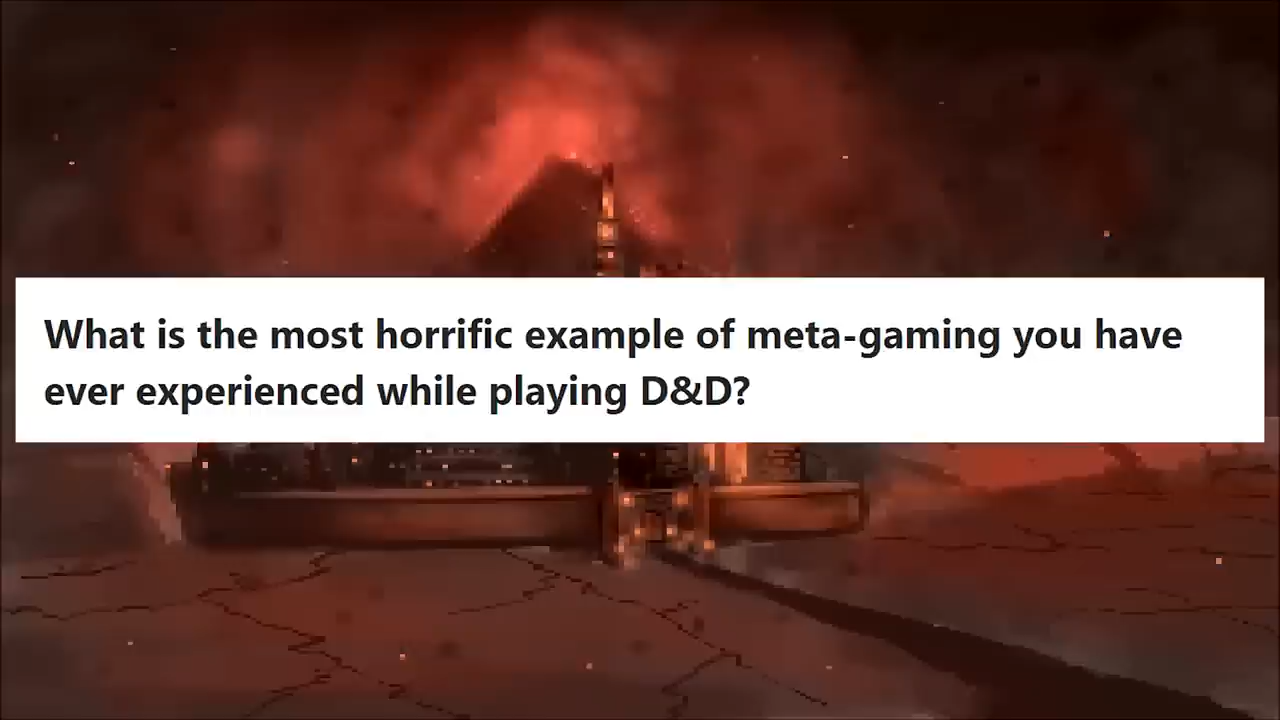 What is the most horrific example of meta-gaming you have
ever experienced while playing D&D?